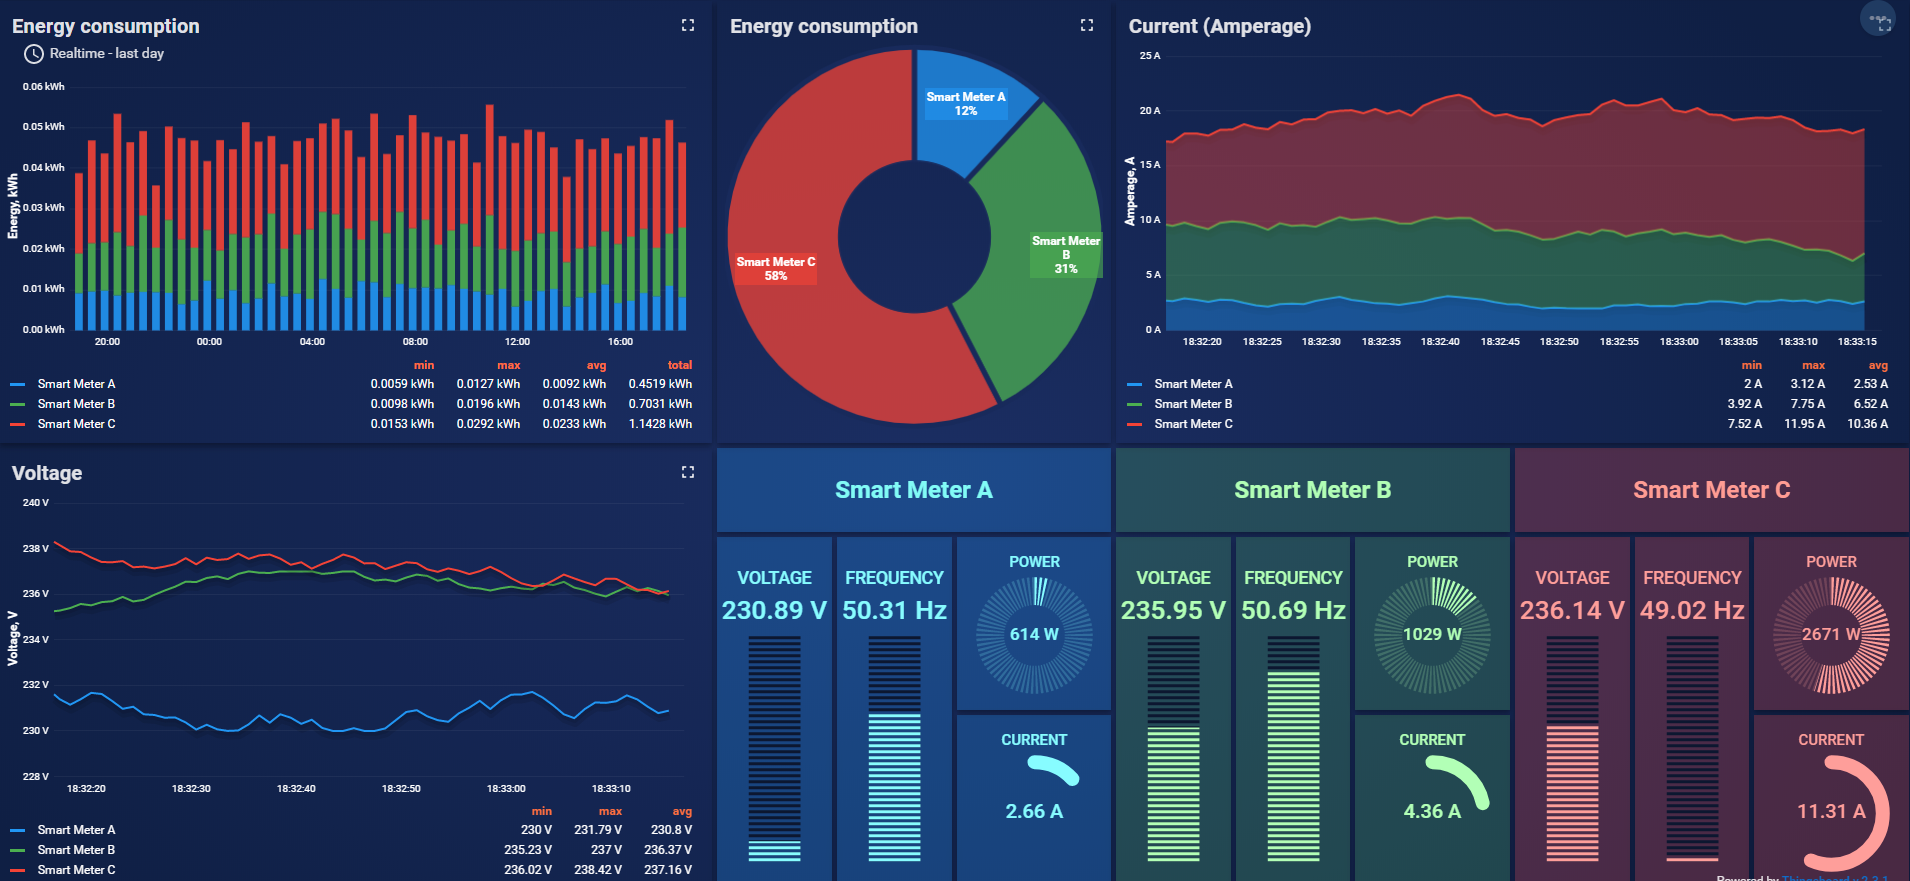 Energy consumption
Realtime - last day
0.06 kWh
0.05 kWh
0.04 kWh
0.03 kWh
0.02 kWh
0.01 kWh
0.00 kWh
Energy, kWh
20:00 00:00 04:00 08:00 12:00 16:00
min max avg total
Smart Meter A 0.0059 kWh 0.0127 kWh 0.0092 kWh 0.4519 kWh
Smart Meter B 0.0098 kWh 0.0196 kWh 0.0143 kWh 0.7031 kWh
Smart Meter C 0.0153 kWh 0.0292 kWh 0.0233 kWh 1.1428 kWh
Energy consumption
Smart Meter A
12%
Smart Meter
B
31%
Smart Meter C
58%
Current (Amperage)
25 A
20 A
15 A
10 A
5 A
0 A
Amperage, A
18:32:20 18:32:25 18:32:30 18:32:35 18:32:40 18:32:45 18:32:50 18:32:55 18:33:00 18:33:05 18:33:10 18:33:15
min max avg
Smart Meter A 2 A 3.12 A 2.53 A
Smart Meter B 3.92 A 7.75 A 6.52 A
Smart Meter C 7.52 A 11.95 A 10.36 A
Voltage
240 V
238 V
236 V
234 V
232 V
230 V
228 V
Voltage, V
18:32:20 18:32:30 18:32:40 18:32:50 18:33:00 18:33:10
min max avg
Smart Meter A 230 V 231.79 V 230.8 V
Smart Meter B 235.23 V 237 V 236.37 V
Smart Meter C 236.02 V 238.42 V 237.16 V
Smart Meter A
VOLTAGE
230.89 V
FREQUENCY
50.31 Hz
POWER
614 W
CURRENT
2.66 A
Smart Meter B
VOLTAGE
235.95 V
FREQUENCY
50.69 Hz
POWER
1029 W
CURRENT
4.36 A
Smart Meter C
VOLTAGE
236.14 V
FREQUENCY
49.02 Hz
POWER
2671 W
CURRENT
11.31 A
Powered by Thingsboard v.2.3.1